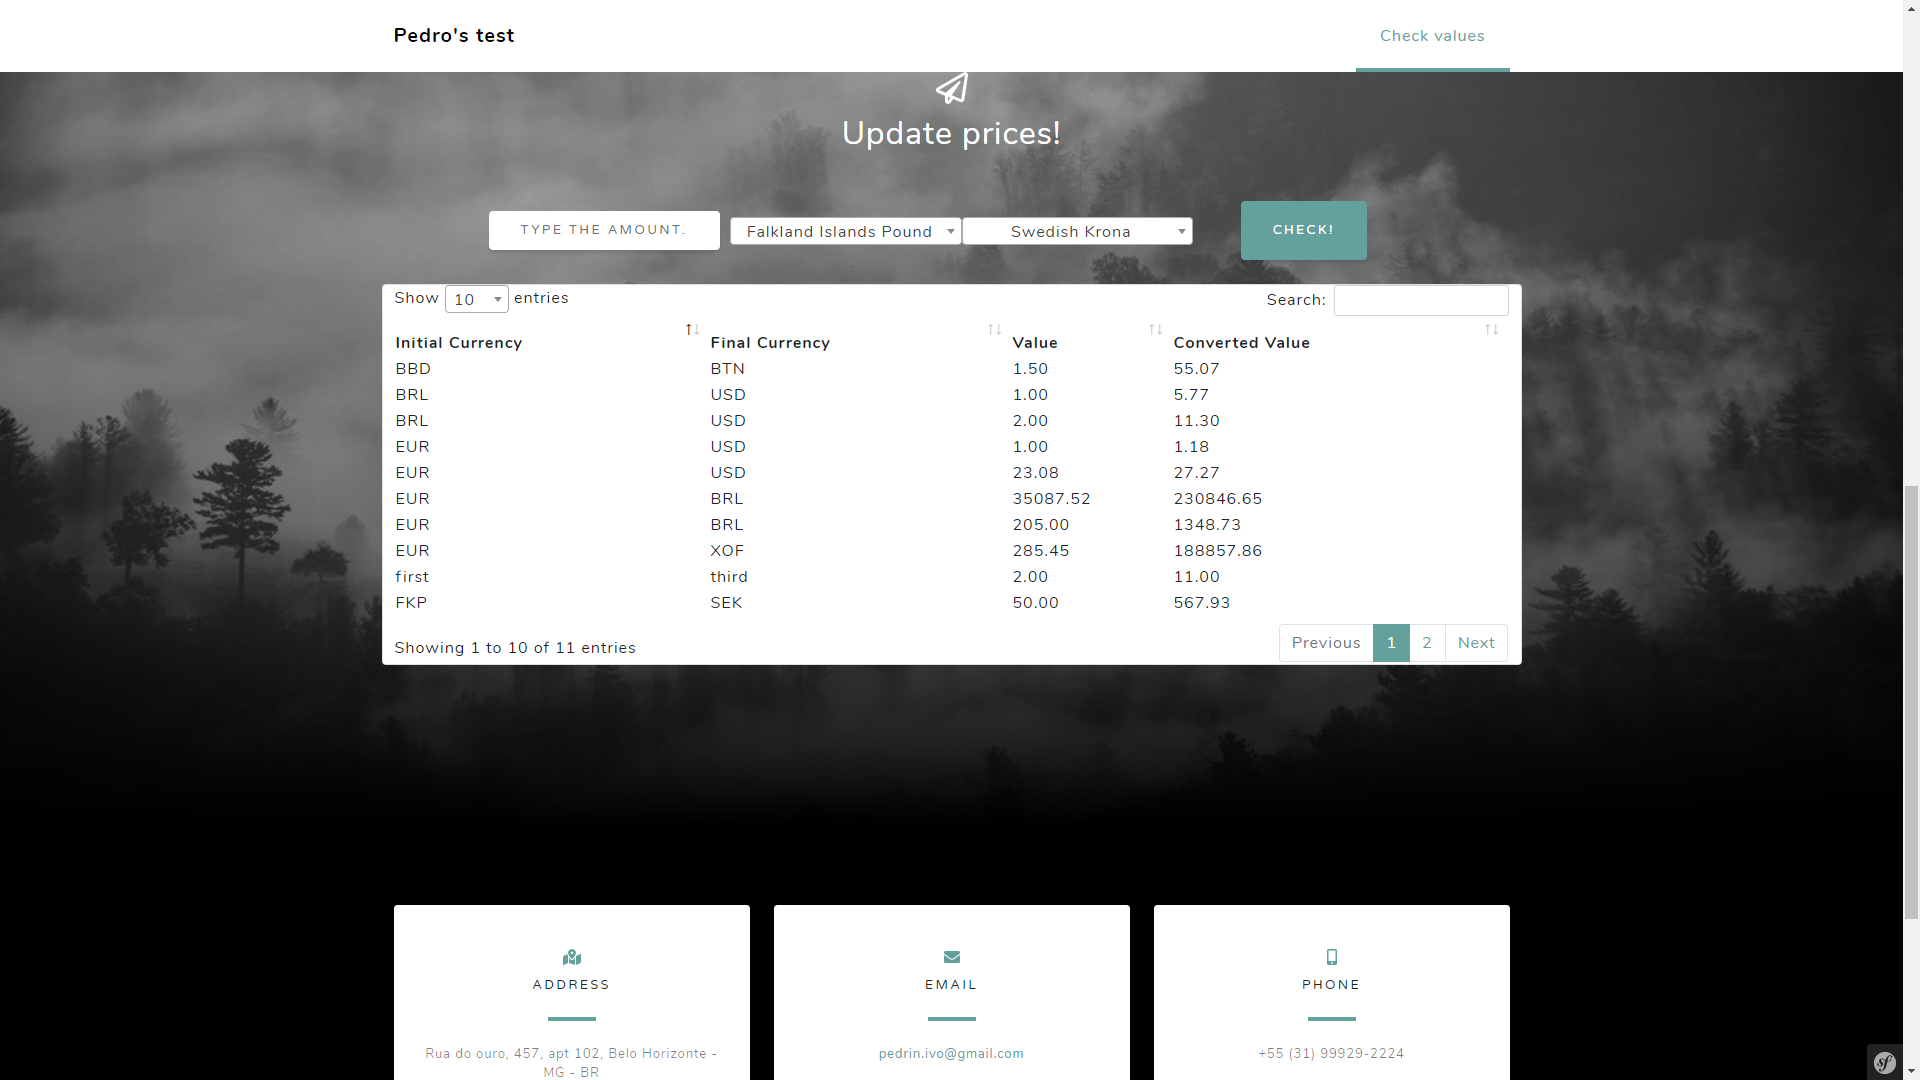 Pedro's test
Check values
Update prices!
TYPE THE AMOUNT.
Falkland Islands Pound
Swedish Krona
CHECK!
Show 10 entries
Search:
Initial Currency Final Currency Value Converted Value
BBD BTN 1.50 55.07
BRL USD 1.00 5.77
BRL USD 2.00 11.30
EUR USD 1.00 1.18
EUR USD 23.08 27.27
EUR BRL 35087.52 230846.65
EUR BRL 205.00 1348.73
EUR XOF 285.45 188857.86
first third 2.00 11.00
FKP SEK 50.00 567.93
Showing 1 to 10 of 11 entries
Previous 1 2 Next
ADDRESS
Rua do ouro, 457, apt 102, Belo Horizonte -
MG - BR
EMAIL
pedrin.ivo@gmail.com
PHONE
+55 (31) 99929-2224
sf